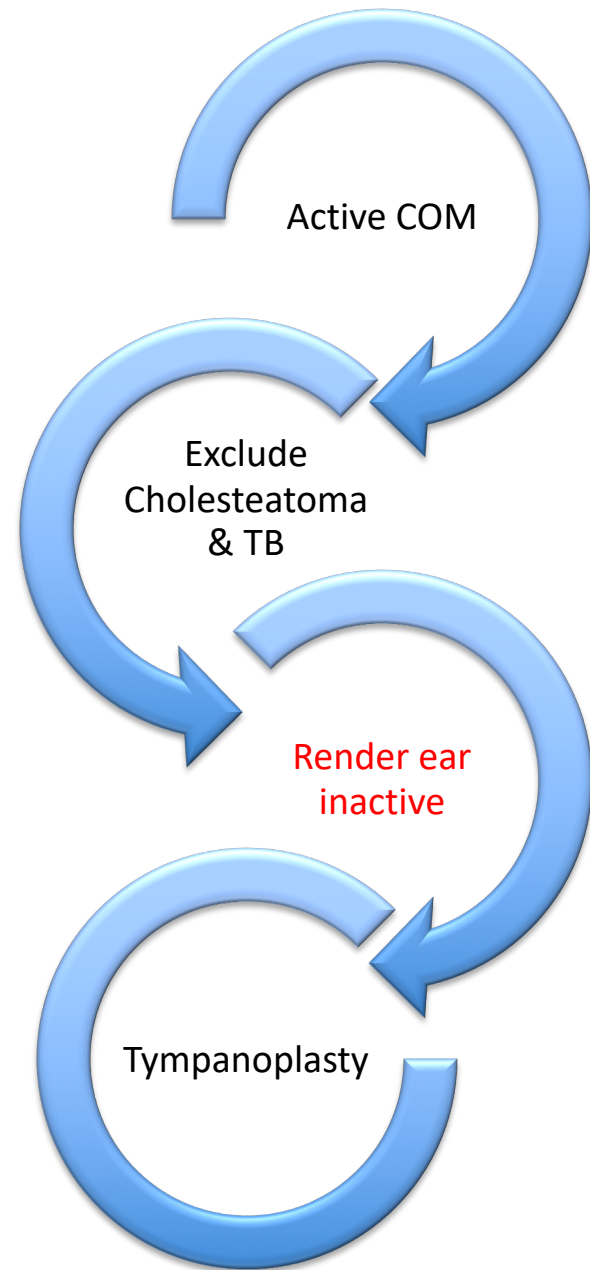 Active COM
Exclude
Cholesteatoma
& TB
Render ear
inactive
Tympanoplasty